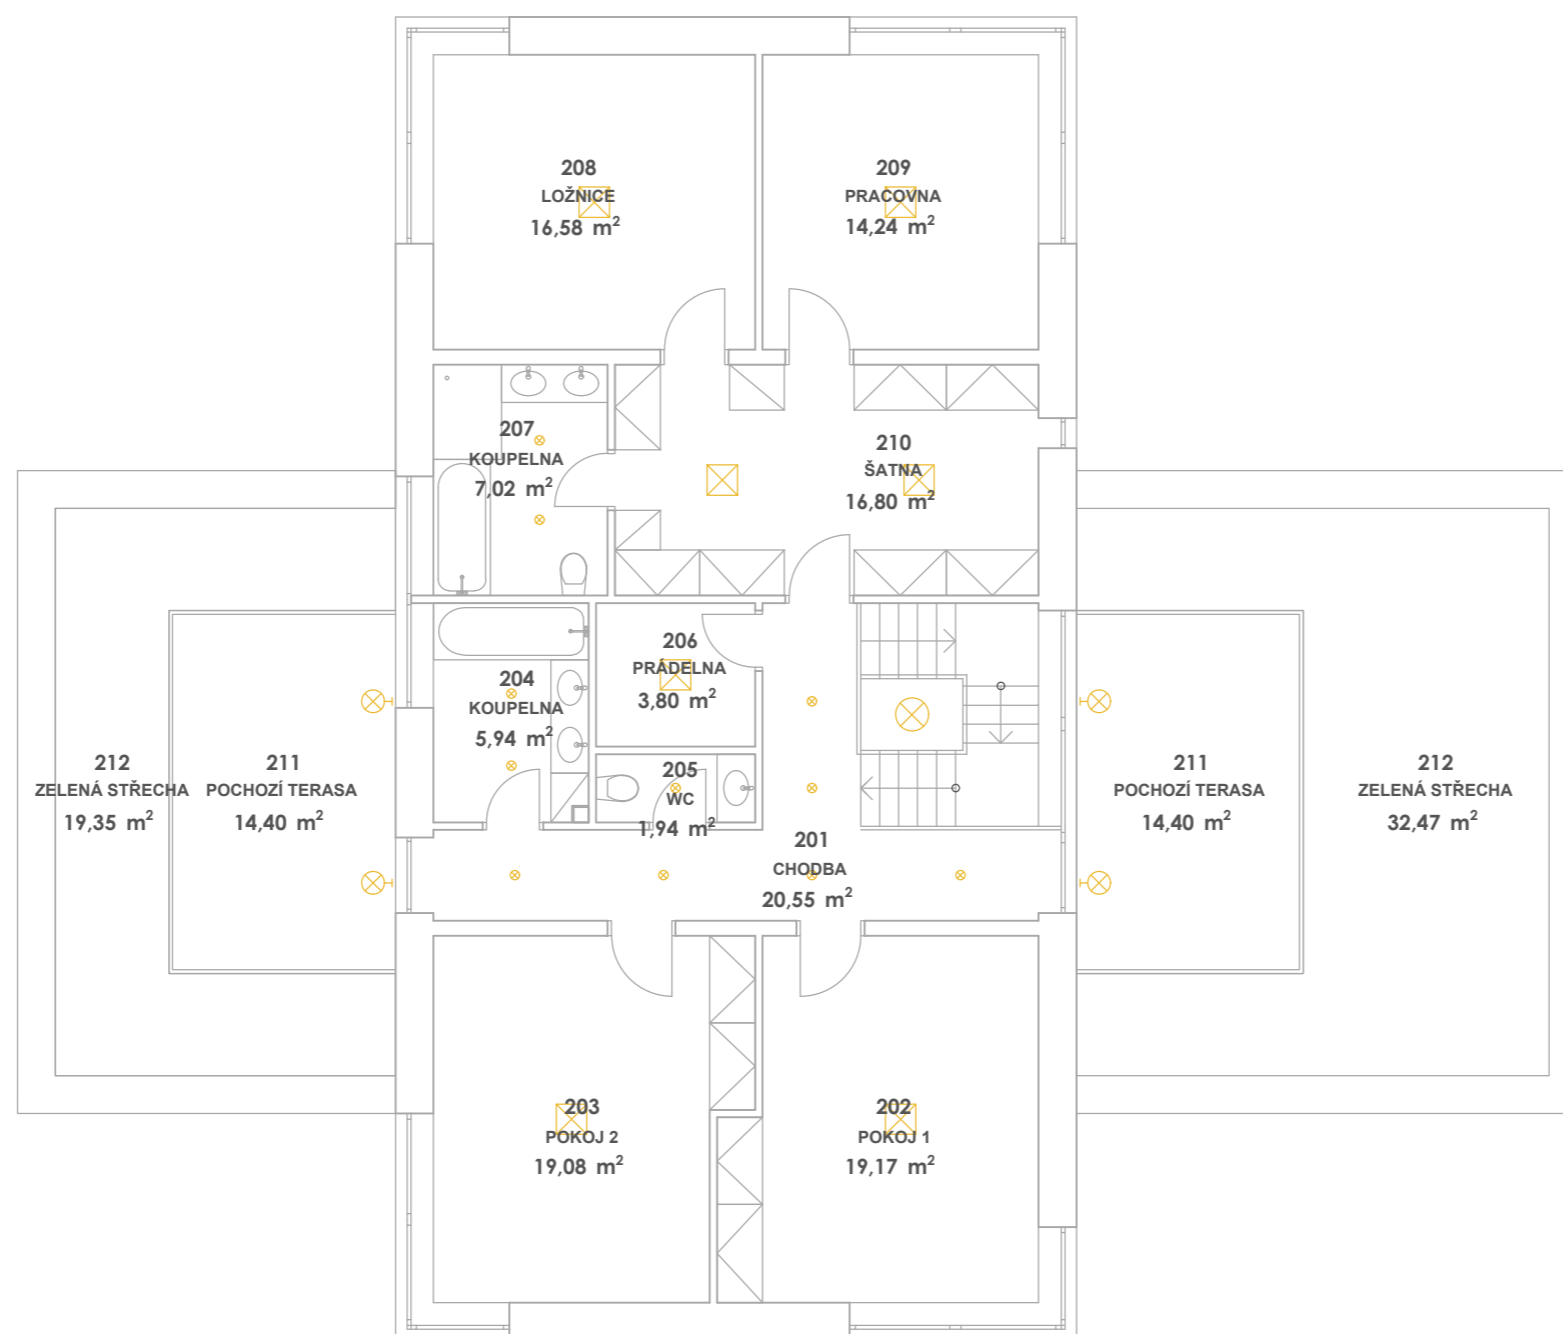 208
LOŽNICE
16,58 m²
209
PRACOVNA
14,24 m²
207
KOUPELNA
7,02 m²
210
ŠATNA
16,80 m²
206
PRÁDELNA
3,80 m²
204
KOUPELNA
5,94 m²
205
WC
1,94 m²
212
ZELENÁ STŘECHA
19,35 m²
211
POCHOZÍ TERASA
14,40 m²
211
POCHOZÍ TERASA
14,40 m²
212
ZELENÁ STŘECHA
32,47 m²
201
CHODBA
20,55 m²
203
POKOJ 2
19,08 m²
202
POKOJ 1
19,17 m²